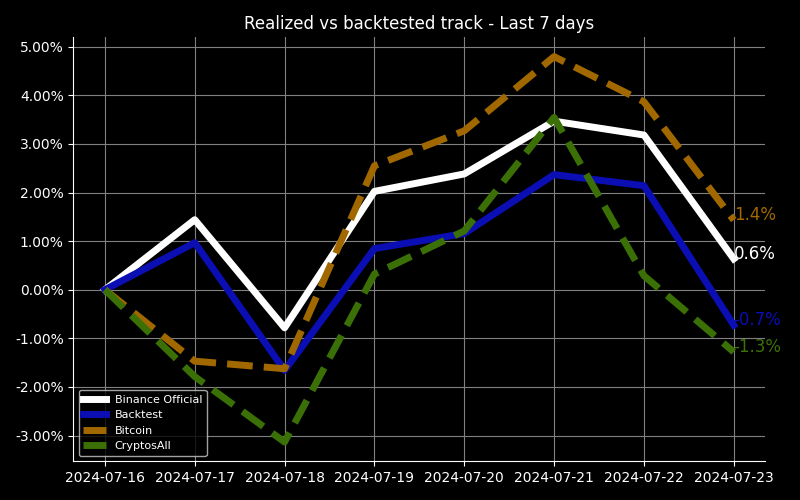 Realized vs backtested track - Last 7 days
5.00%
4.00%
3.00%
2.00%
1.00%
0.00%
-1.00%
-2.00%
-3.00%
1.4%
0.6%
-0.7%
-1.3%
Binance Official
Backtest
Bitcoin
CryptosAll
2024-07-16 2024-07-17 2024-07-18 2024-07-19 2024-07-20 2024-07-21 2024-07-22 2024-07-23